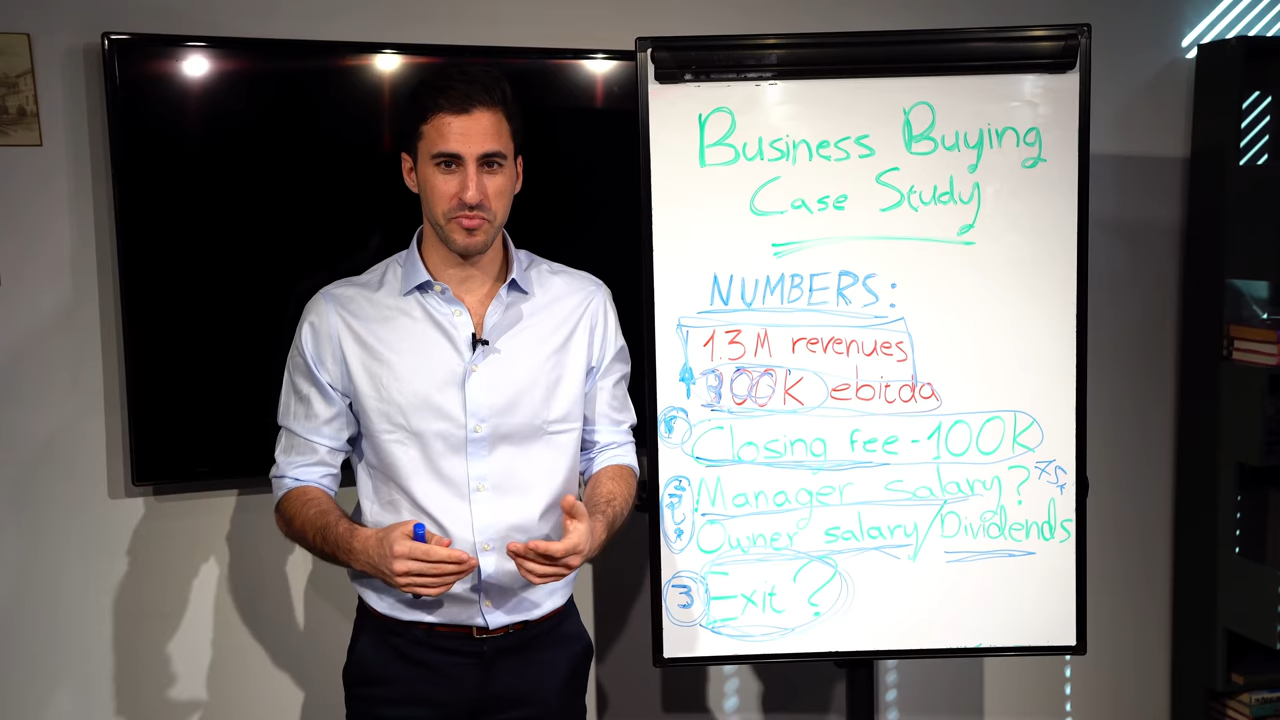 Business Buying
Case Study
NUMBERS:
1.3M revenues
300K ebitda
Closing fee - 100K
Manager salary?
Owner salary/Dividends
3 Exit?